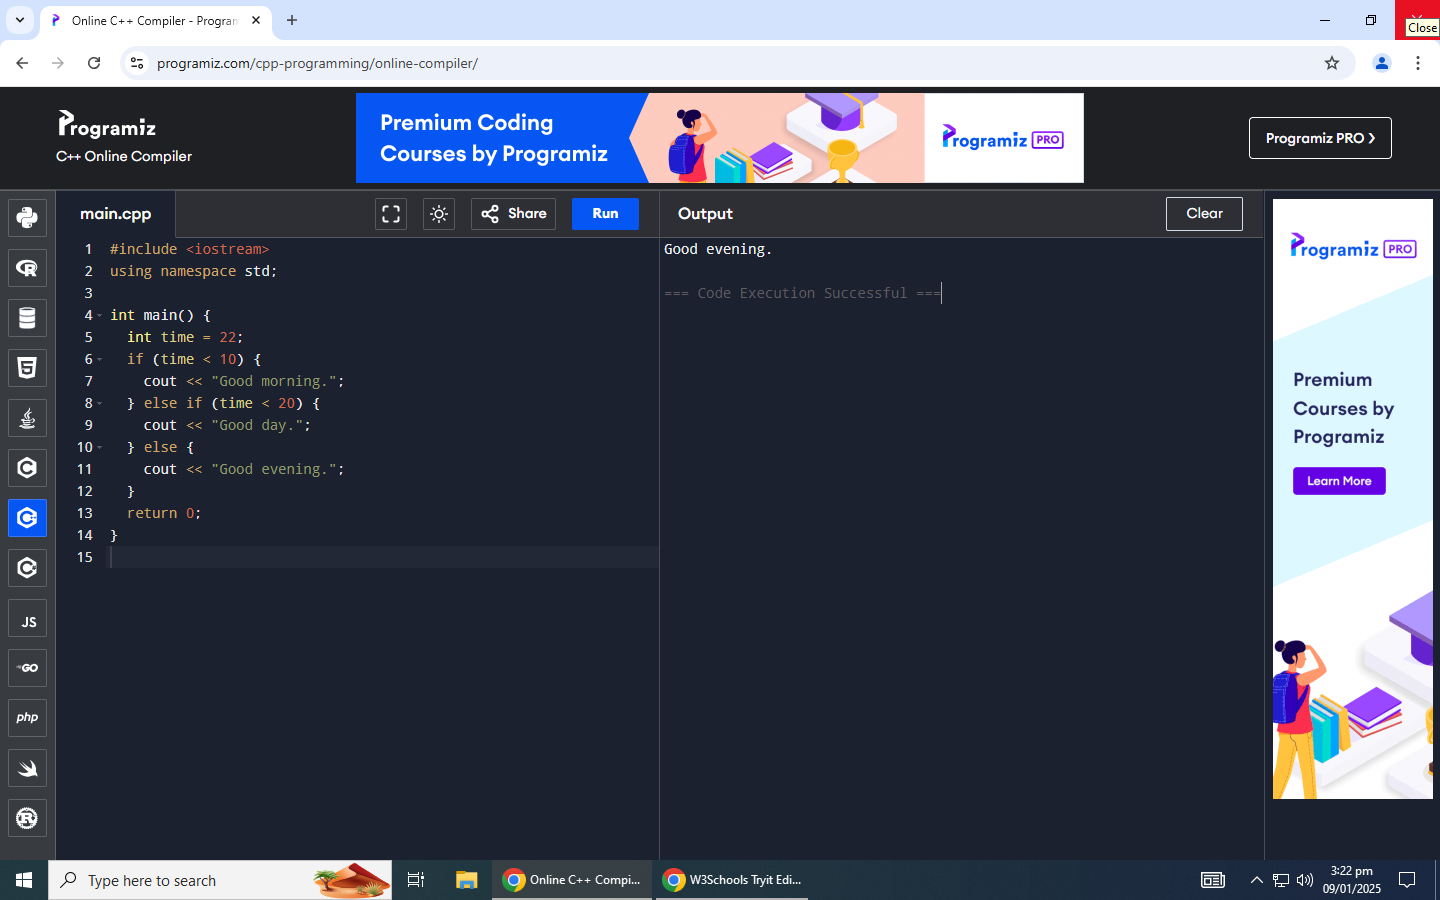 Online C++ Compiler - Program
Close
programiz.com/cpp-programming/online-compiler/
Programiz
C++ Online Compiler
Premium Coding
Courses by Programiz
Programiz PRO
Programiz PRO
main.cpp
Share
Run
Output
Clear
1 #include <iostream>
2 using namespace std;
3
4 int main() {
5 int time = 22;
6 if (time < 10) {
7 cout << "Good morning.";
8 } else if (time < 20) {
9 cout << "Good day.";
10 } else {
11 cout << "Good evening.";
12 }
13 return 0;
14 }
15
Good evening.
=== Code Execution Successful ===
Programiz PRO
Premium
Courses by
Programiz
Learn More
JS
GO
php
Type here to search
Online C++ Compi...
W3Schools Tryit Edi...
3:22 pm
09/01/2025